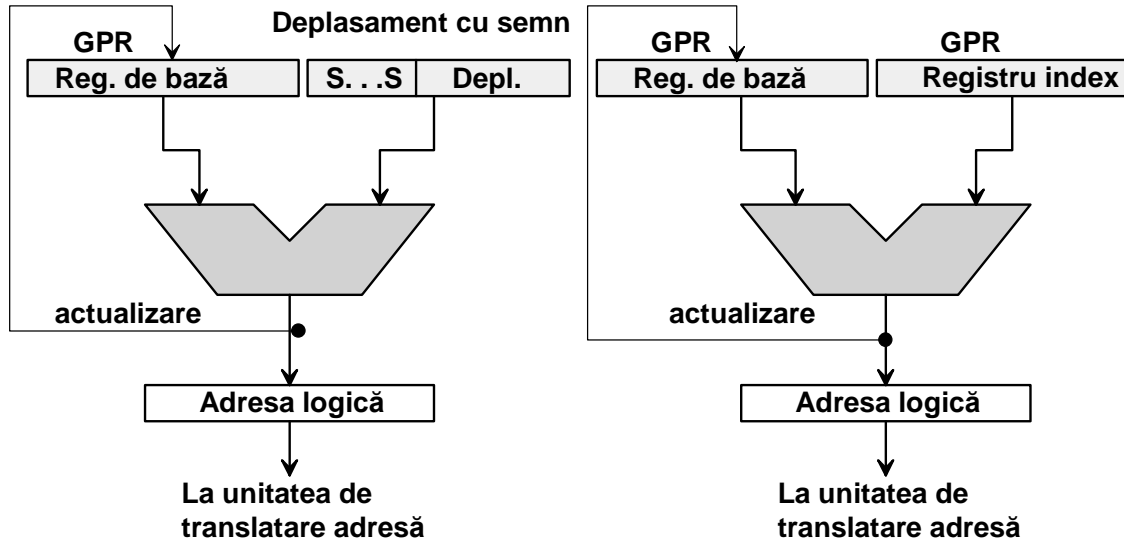 Deplasament cu semn
GPR
Reg. de bază
S. . .S
Depl.
actualizare
Adresa logică
La unitatea de
translatare adresă
GPR
GPR
Reg. de bază
Registru index
actualizare
Adresa logică
La unitatea de
translatare adresă